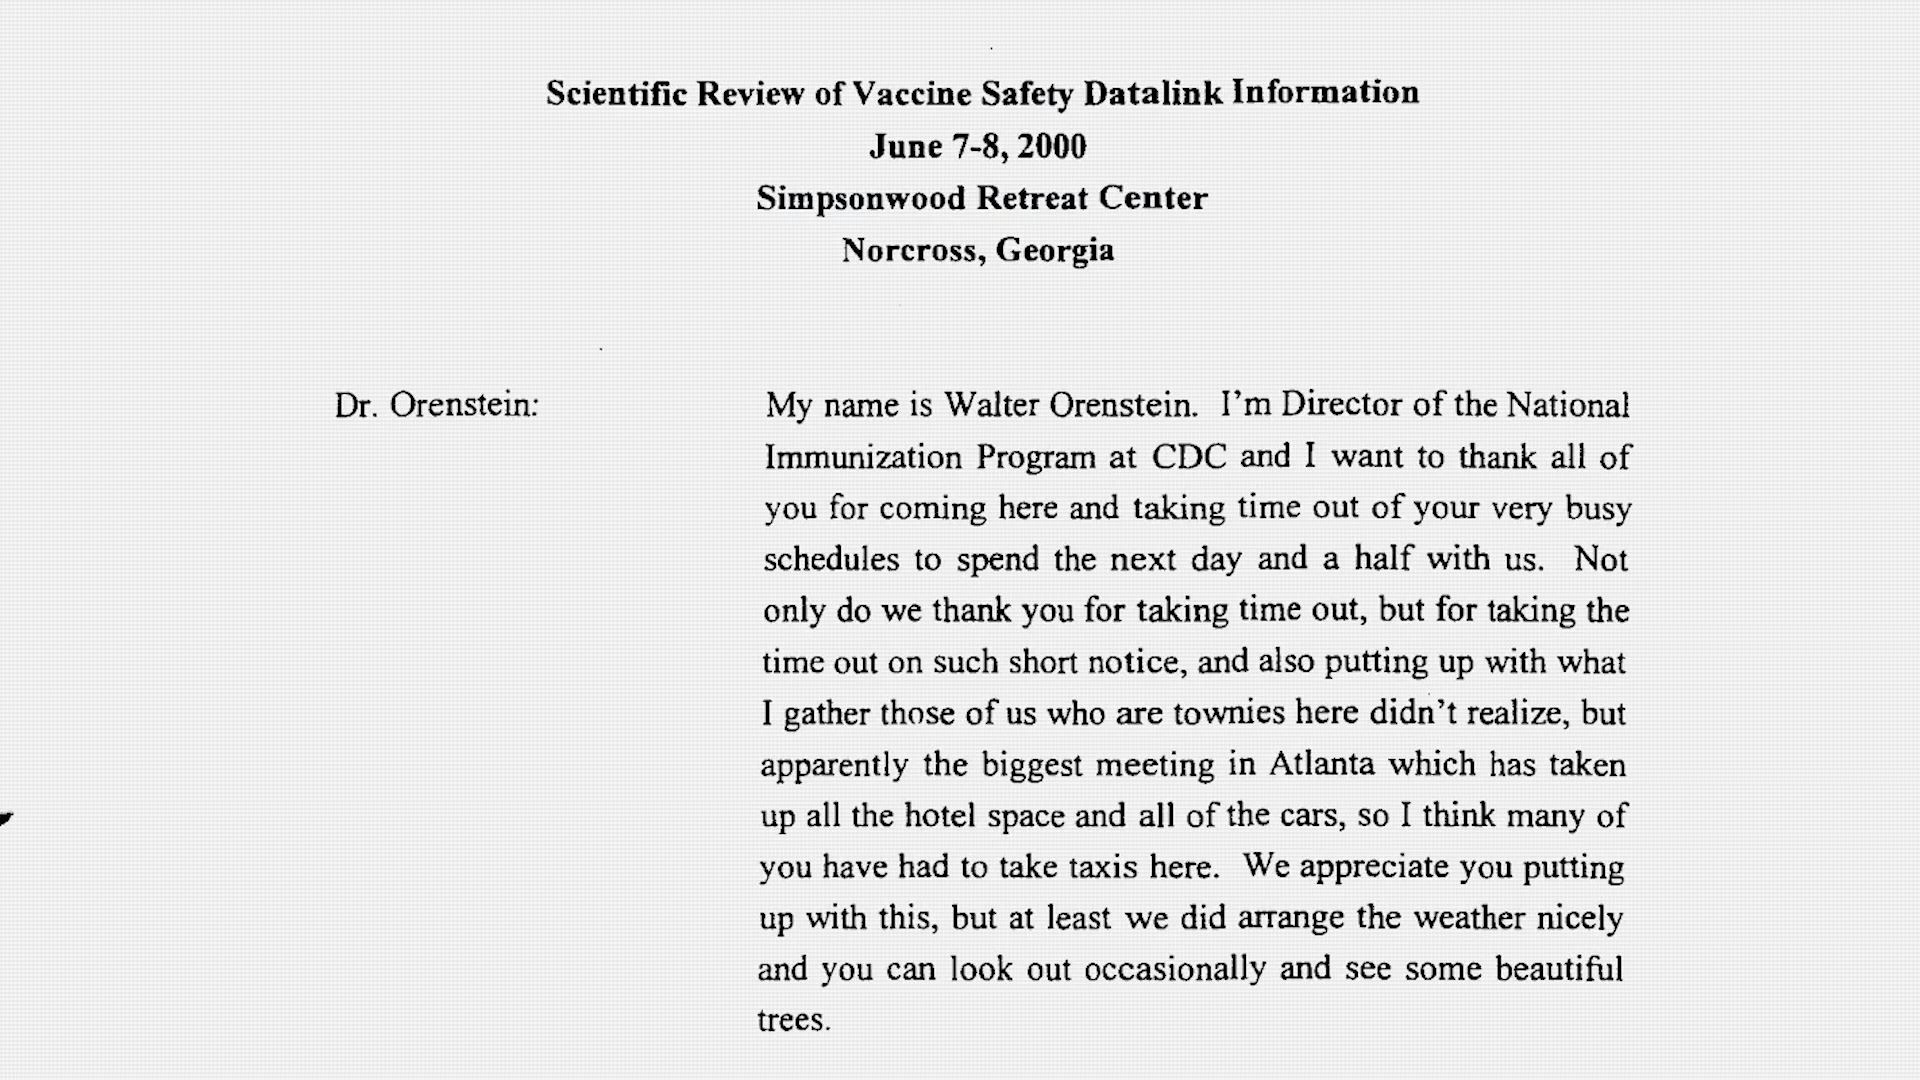 Scientific Review of Vaccine Safety Datalink Information
June 7-8, 2000
Simpsonwood Retreat Center
Norcross, Georgia
Dr. Orenstein: My name is Walter Orenstein. I'm Director of the National
Immunization Program at CDC and I want to thank all of
you for coming here and taking time out of your very busy
schedules to spend the next day and a half with us. Not
only do we thank you for taking time out, but for taking the
time out on such short notice, and also putting up with what
I gather those of us who are townies here didn't realize, but
apparently the biggest meeting in Atlanta which has taken
up all the hotel space and all of the cars, so I think many of
you have had to take taxis here. We appreciate you putting
up with this, but at least we did arrange the weather nicely
and you can look out occasionally and see some beautiful
trees.